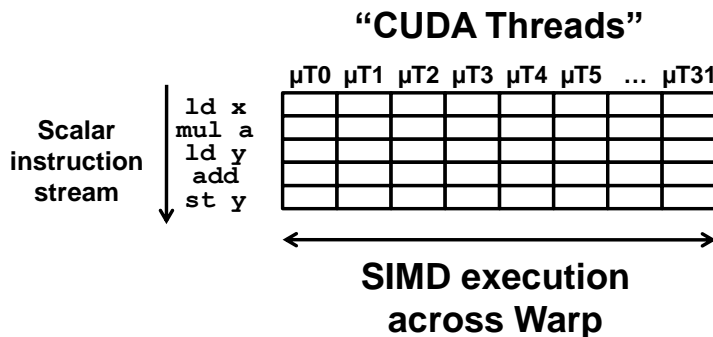 “CUDA Threads”
µT0 µT1 µT2 µT3 µT4 µT5 … µT31
Scalar
instruction
stream
ld x
mul a
ld y
add
st y
SIMD execution
across Warp